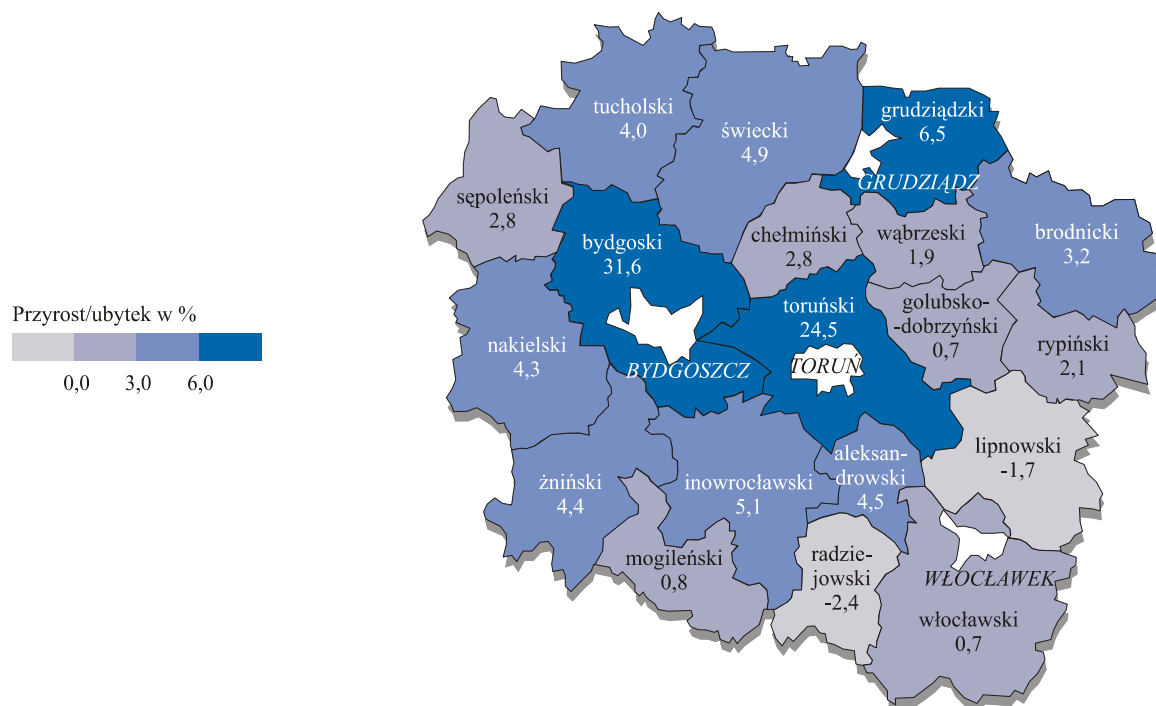 tucholski
4,0
świecki
4,9
grudziądzki
6,5
GRUDZIĄDZ
sępoleński
2,8
bydgoski
31,6
chełmiński
2,8
wąbrzeski
1,9
brodnicki
3,2
Przyrost/ubytek w %
0,0 3,0 6,0
nakielski
4,3
BYDGOSZCZ
toruński
24,5
TORUŃ
golubsko-
-dobrzyński
0,7
rypiński
2,1
żniński
4,4
inowrocławski
5,1
aleksan-
drowski
4,5
lipnowski
-1,7
mogileński
0,8
radzie-
jowski
-2,4
WŁOCŁAWEK
włocławski
0,7